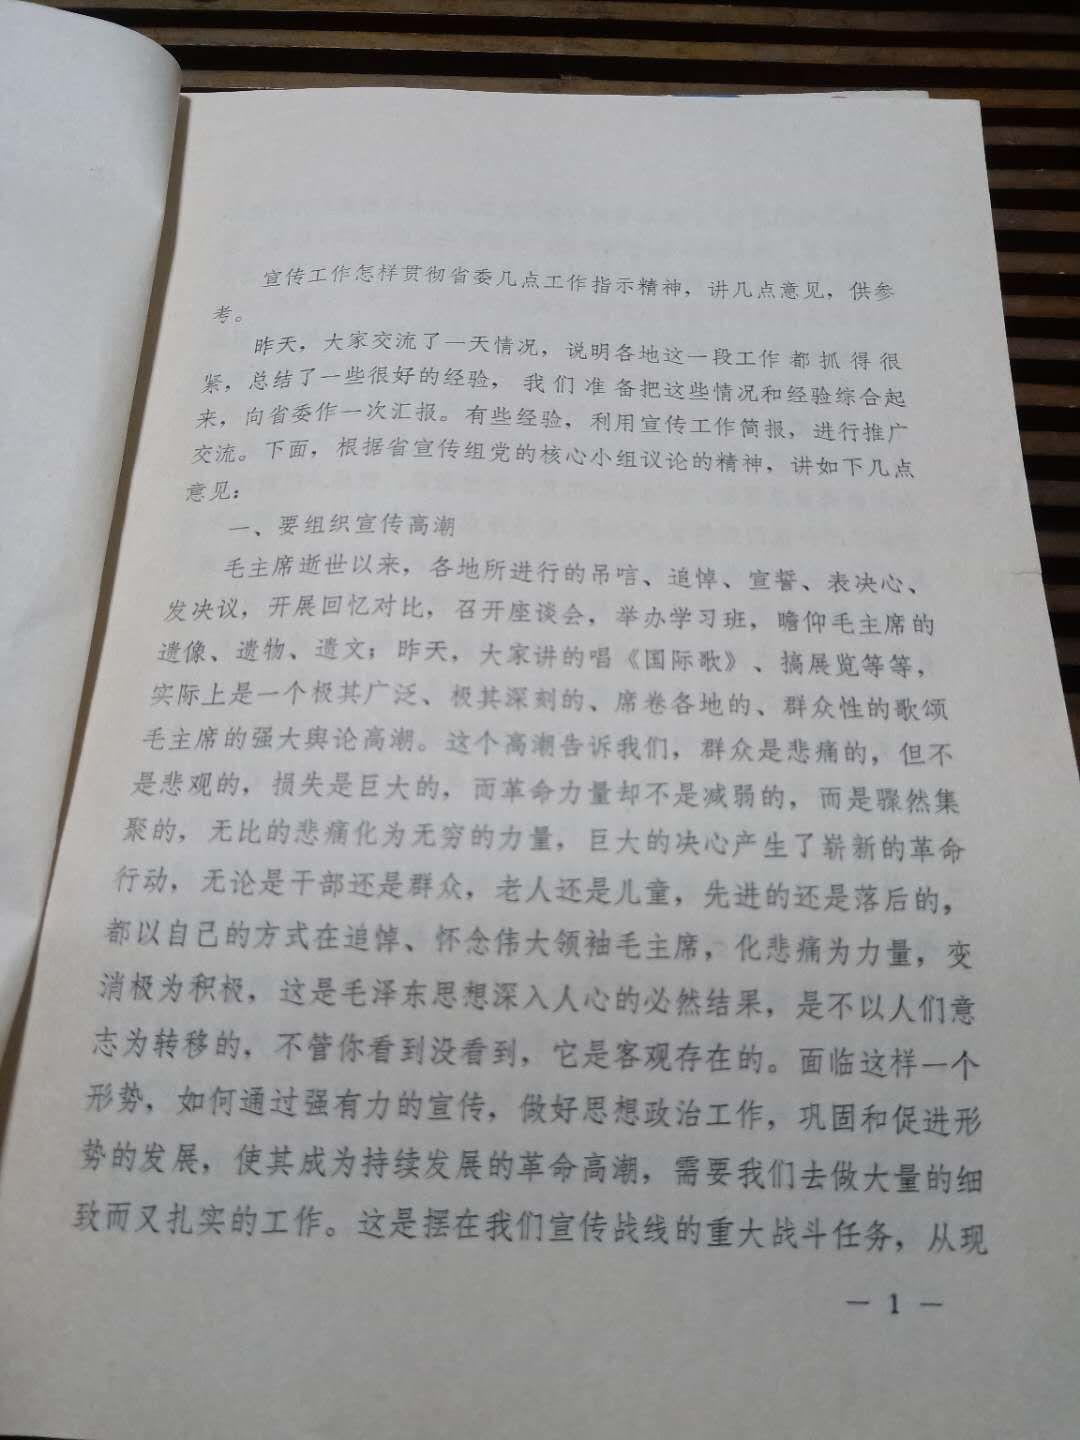 宣传工作怎样贯彻省委几点工作指示精神，讲几点意见，供参
考。
昨天，大家交流了一天情况，说明各地这一段工作都抓得很
紧，总结了一些很好的经验，我们准备把这些情况和经验综合起
来，向省委作一次汇报。有些经验，利用宣传工作简报，进行推广
交流。下面，根据省宣传组党的核心小组议论的精神，讲如下几点
意见：
一、要组织宣传高潮
毛主席逝世以来，各地所进行的吊唁、追悼、宣誓、表决心、
发决议，开展回忆对比，召开座谈会，举办学习班，瞻仰毛主席的
遗像、遗物、遗文；昨天，大家讲的唱《国际歌》、搞展览等等，
实际上是一个极其广泛、极其深刻的、席卷各地的、群众性的歌颂
毛主席的强大舆论高潮。这个高潮告诉我们，群众是悲痛的，但不
是悲观的，损失是巨大的，而革命力量却不是减弱的，而是骤然集
聚的，无比的悲痛化为无穷的力量，巨大的决心产生了崭新的革命
行动，无论是干部还是群众，老人还是儿童，先进的还是落后的，
都以自己的方式在追悼、怀念伟大领袖毛主席，化悲痛为力量，变
消极为积极，这是毛泽东思想深入人心的必然结果，是不以人们意
志为转移的，不管你看到没看到，它是客观存在的。面临这样一个
形势，如何通过强有力的宣传，做好思想政治工作，巩固和促进形
势的发展，使其成为持续发展的革命高潮，需要我们去做大量的细
致而又扎实的工作。这是摆在我们宣传战线的重大战斗任务，从现
— 1 —